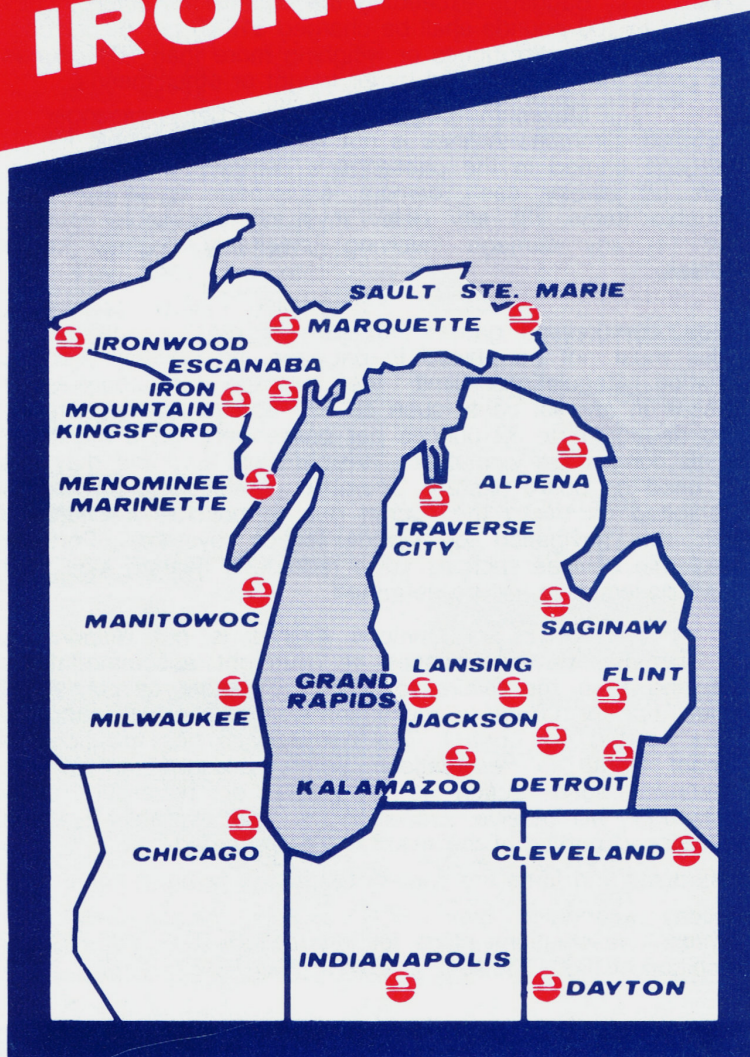 SAULT STE. MARIE
MARQUETTE
IRONWOOD
ESCANABA
IRON
MOUNTAIN
KINGSFORD
MENOMINEE
MARINETTE
ALPENA
TRAVERSE
CITY
MANITOWOC
SAGINAW
LANSING
FLINT
GRAND
RAPIDS
JACKSON
MILWAUKEE
KALAMAZOO
DETROIT
CHICAGO
CLEVELAND
INDIANAPOLIS
DAYTON